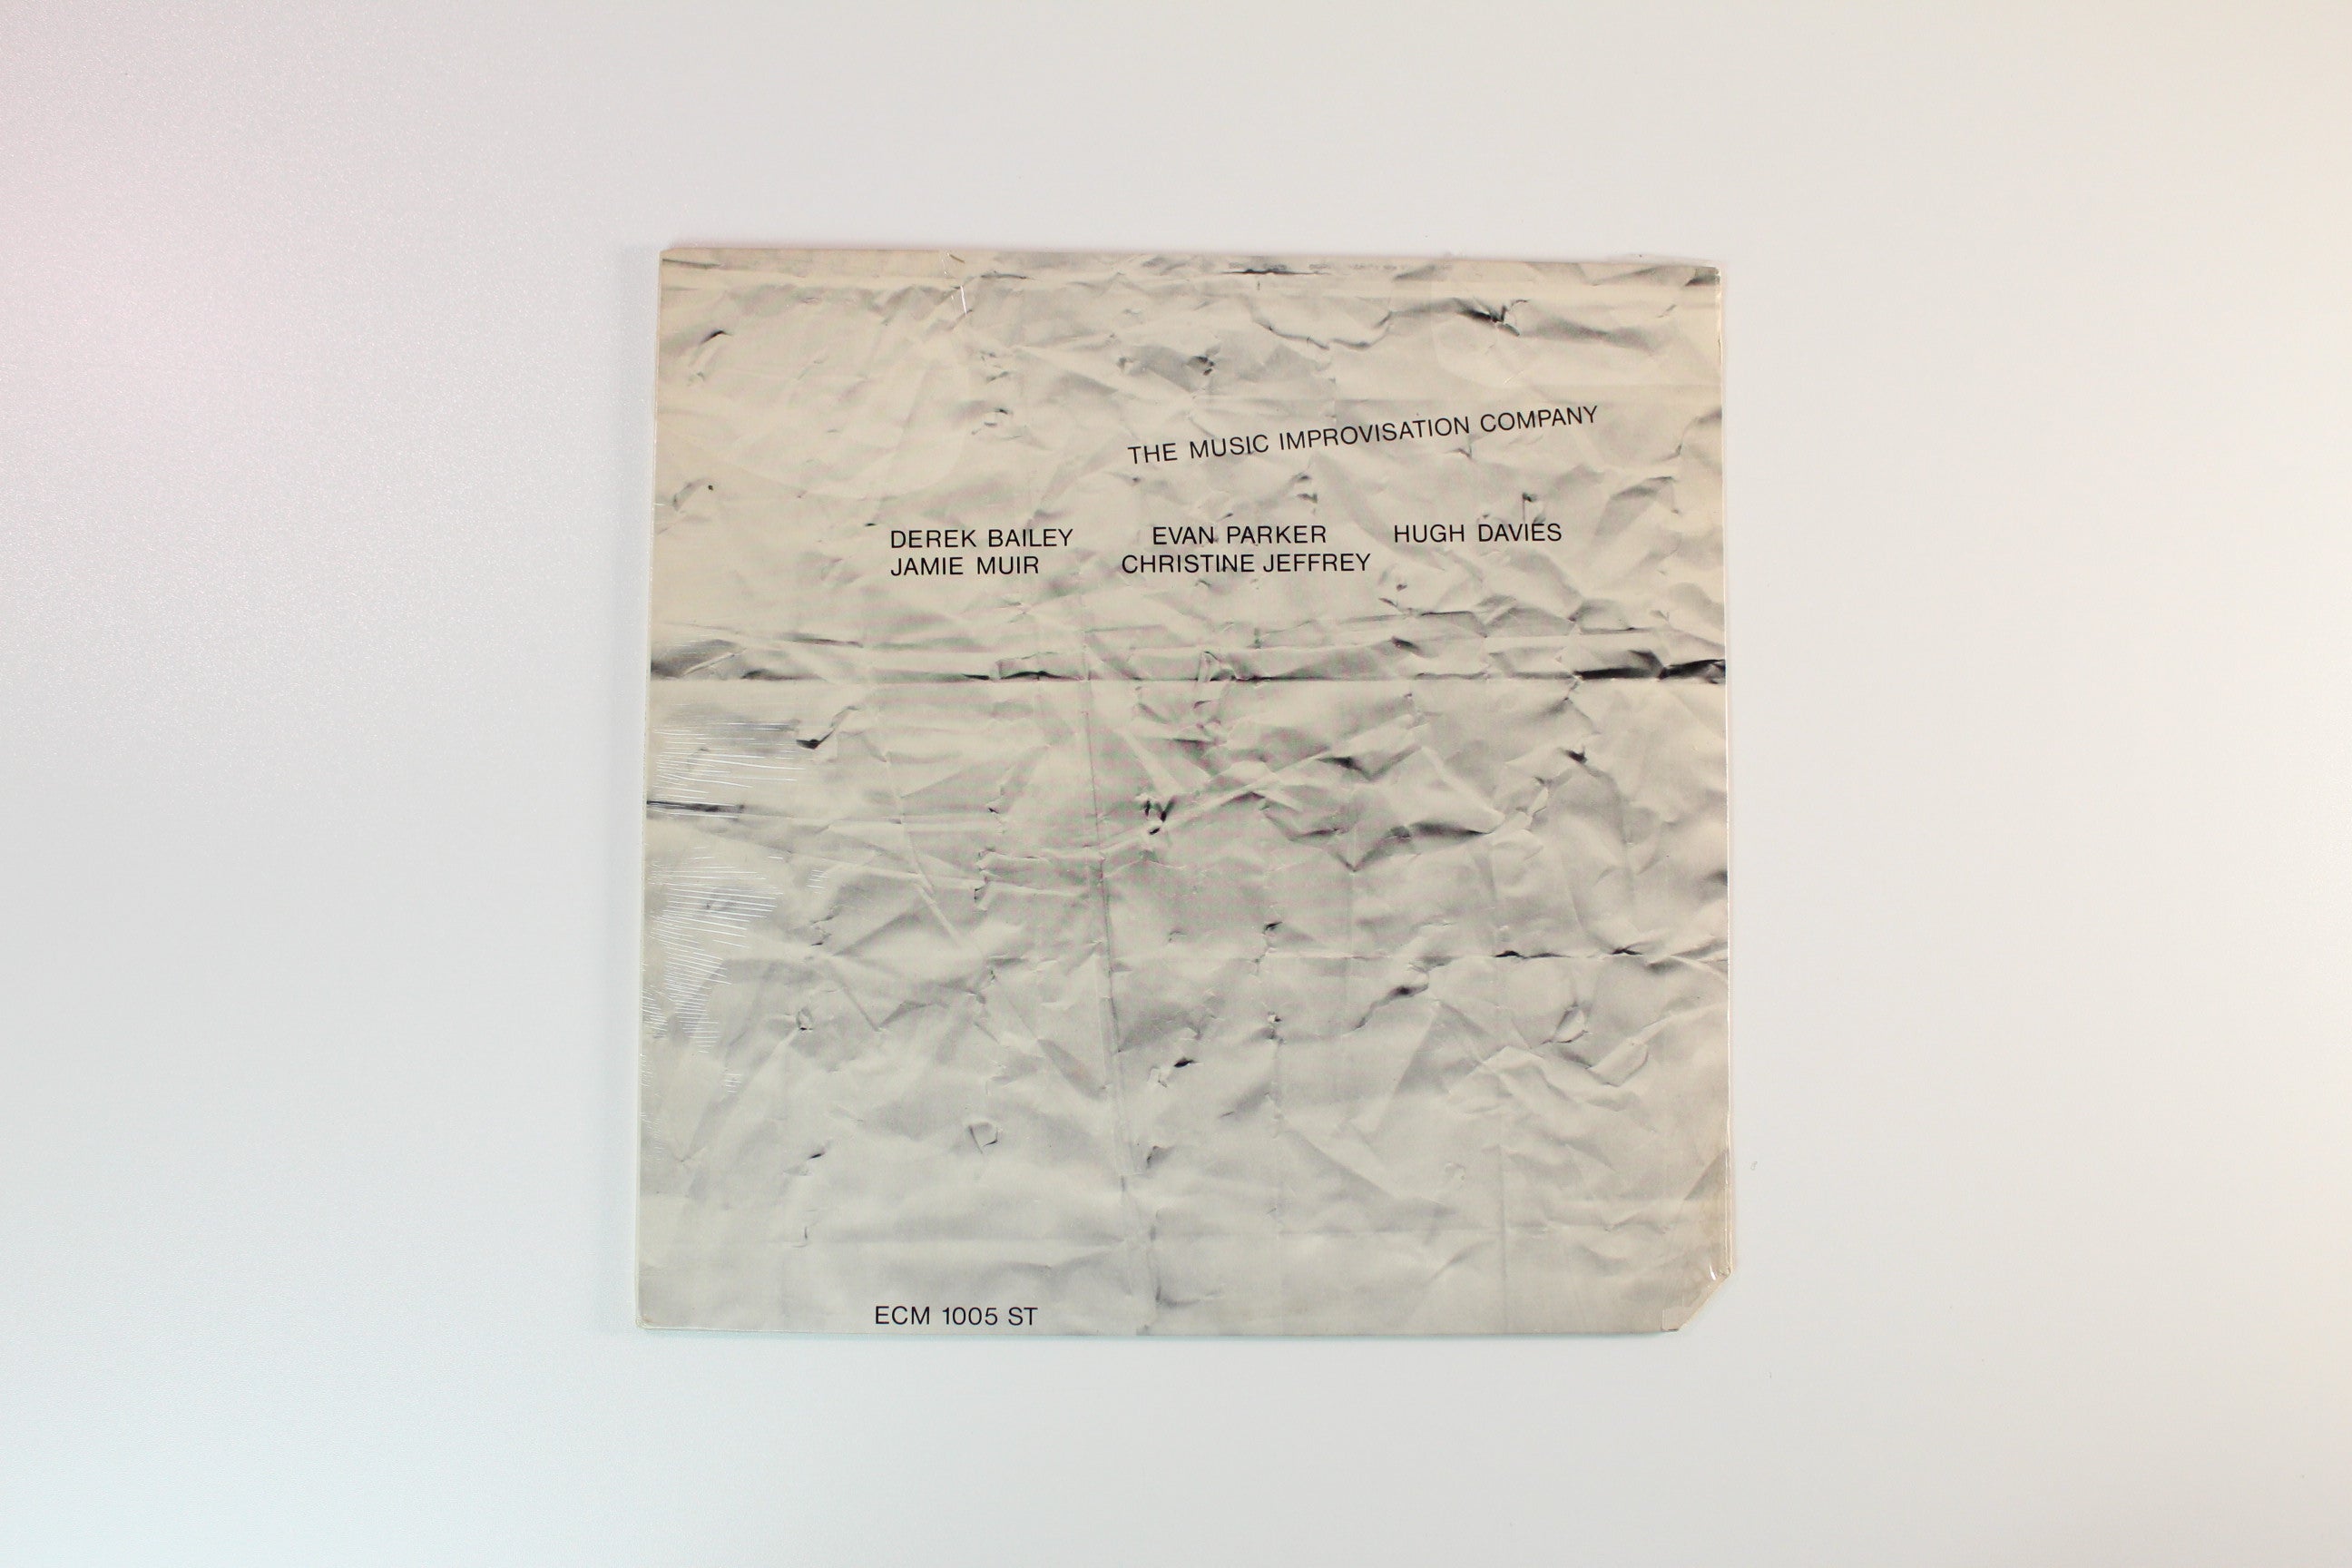 THE MUSIC IMPROVISATION COMPANY
DEREK BAILEY EVAN PARKER HUGH DAVIES
JAMIE MUIR CHRISTINE JEFFREY
ECM 1005 ST